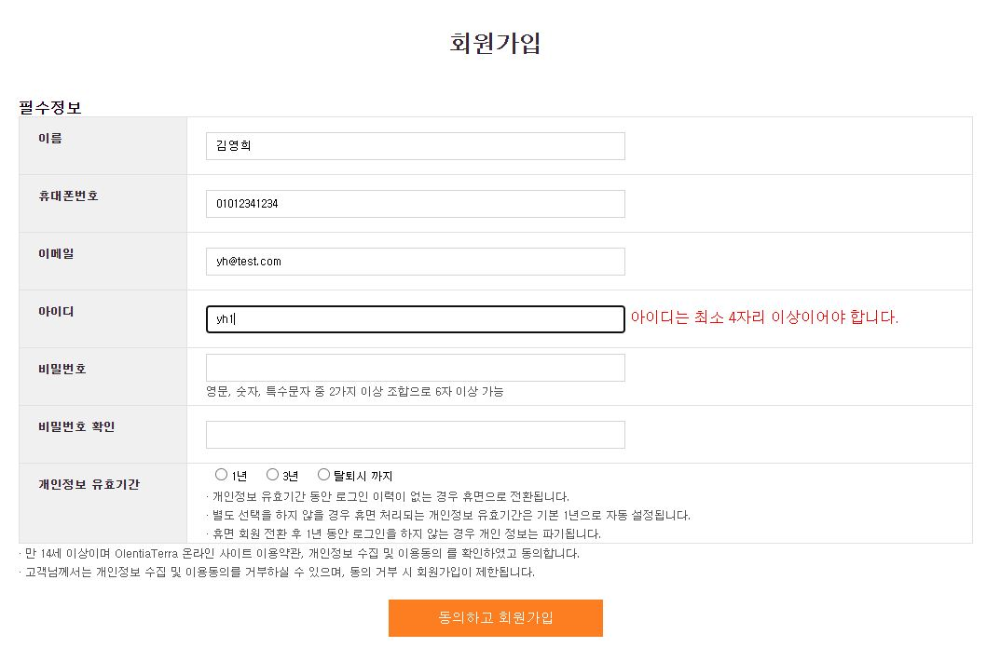 회원가입
필수정보
이름
김영희
휴대폰번호
01012341234
이메일
yh@test.com
아이디
yh1
아이디는 최소 4자리 이상이어야 합니다.
비밀번호
영문, 숫자, 특수문자 중 2가지 이상 조합으로 6자 이상 가능
비밀번호 확인
개인정보 유효기간
1년 3년 탈퇴시 까지
· 개인정보 유효기간 동안 로그인 이력이 없는 경우 휴면으로 전환됩니다.
· 별도 선택을 하지 않을 경우 휴면 처리되는 개인정보 유효기간은 기본 1년으로 자동 설정됩니다.
· 휴면 회원 전환 후 1년 동안 로그인을 하지 않는 경우 개인 정보는 파기됩니다.
· 만 14세 이상이며 OlentiaTerra 온라인 사이트 이용약관, 개인정보 수집 및 이용동의 를 확인하였고 동의합니다.
· 고객님께서는 개인정보 수집 및 이용동의를 거부하실 수 있으며, 동의 거부 시 회원가입이 제한됩니다.
동의하고 회원가입